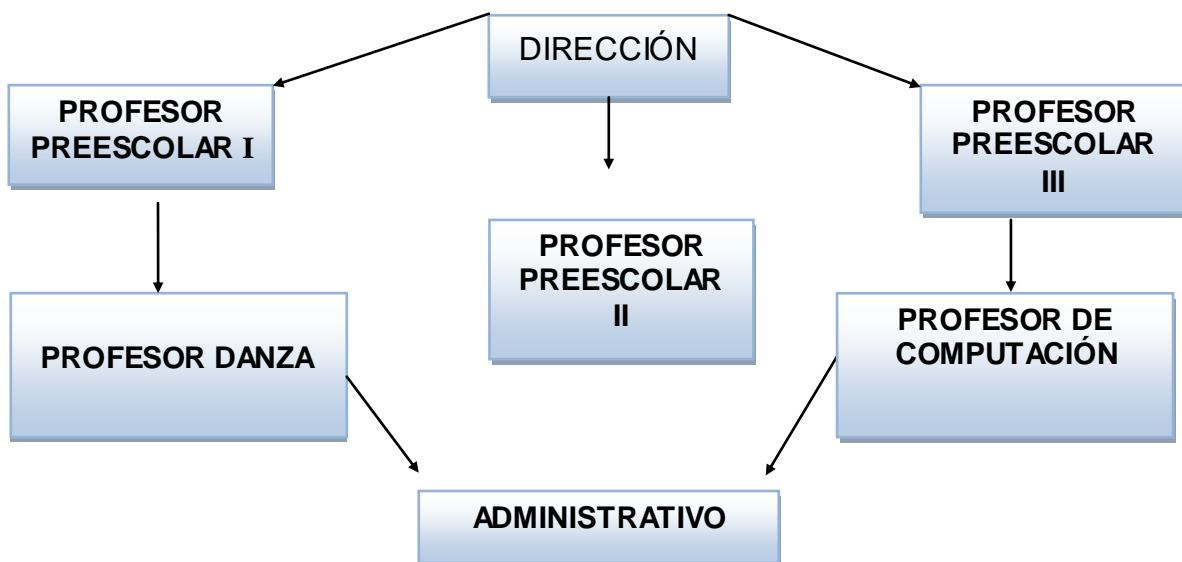 DIRECCIÓN
PROFESOR
PREESCOLAR I
PROFESOR
PREESCOLAR
III
PROFESOR
PREESCOLAR
II
PROFESOR DANZA
PROFESOR DE
COMPUTACIÓN
ADMINISTRATIVO